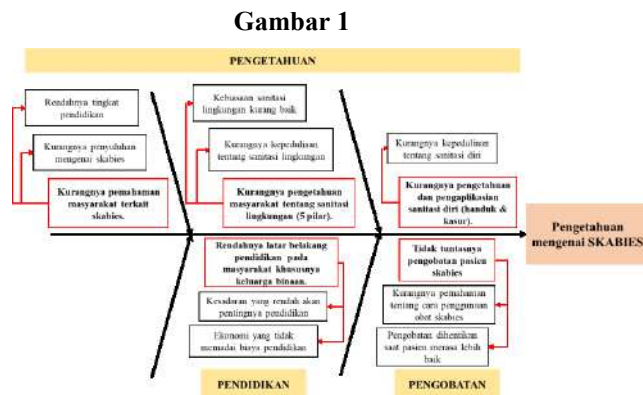 Gambar 1
PENGETAHUAN
Rendahnya tingkat
pendidikan
Kurangnya penyuluhan
mengenai skabies
Kurangnya pemahaman
masyarakat terkait
skabies.
Kebiasaan sanitasi
lingkungan kurang baik
Kurangnya kepedulian
tentang sanitasi lingkungan
Kurangnya pengetahuan
masyarakat tentang sanitasi
lingkungan (5 pilar).
Kurangnya kepedulian
tentang sanitasi diri
Kurangnya pengetahuan
dan pengaplikasian
sanitasi diri (handuk &
kasur).
Pengetahuan
mengenai SKABIES
Rendahnya latar belakang
pendidikan pada
masyarakat khususnya
keluarga binaan.
Kesadaran yang rendah akan
pentingnya pendidikan
Ekonomi yang tidak
memadai biaya pendidikan
Tidak tuntasnya
pengobatan pasien
skabies
Kurangnya pemahaman
tentang cara penggunaan
obat skabies
Pengobatan dihentikan
saat pasien merasa lebih
baik
PENDIDIKAN
PENGOBATAN